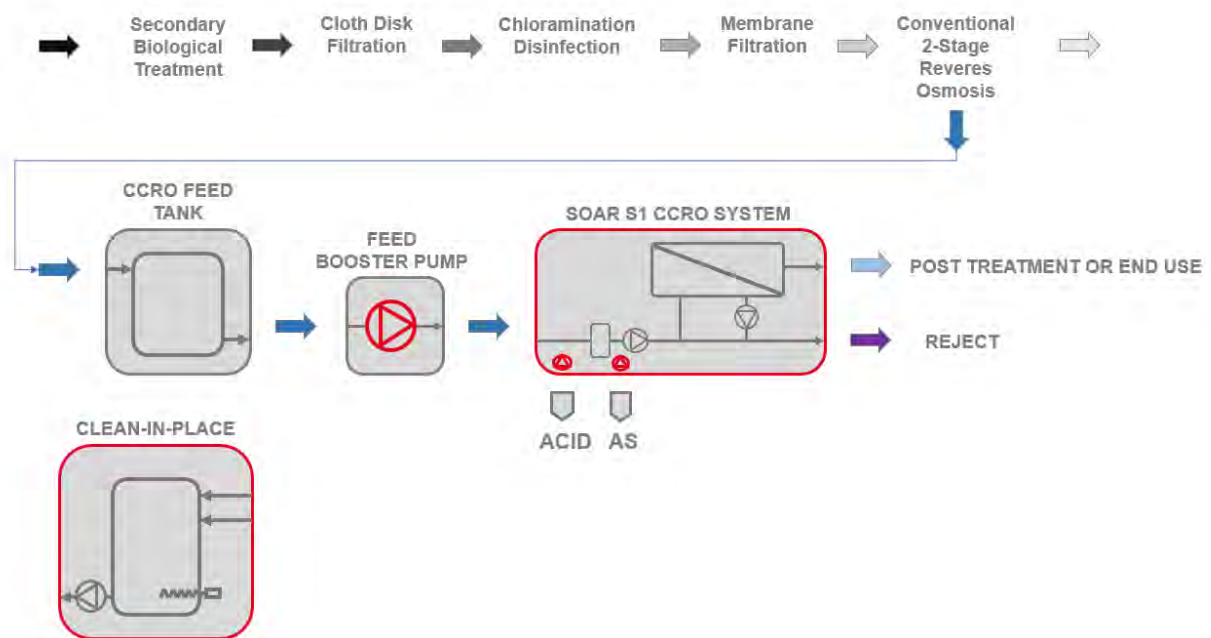 Secondary
Biological
Treatment
Cloth Disk
Filtration
Chloramination
Disinfection
Membrane
Filtration
Conventional
2-Stage
Reveres
Osmosis
CCRO FEED
TANK
FEED
BOOSTER PUMP
SOAR S1 CCRO SYSTEM
POST TREATMENT OR END USE
REJECT
ACID
AS
CLEAN-IN-PLACE